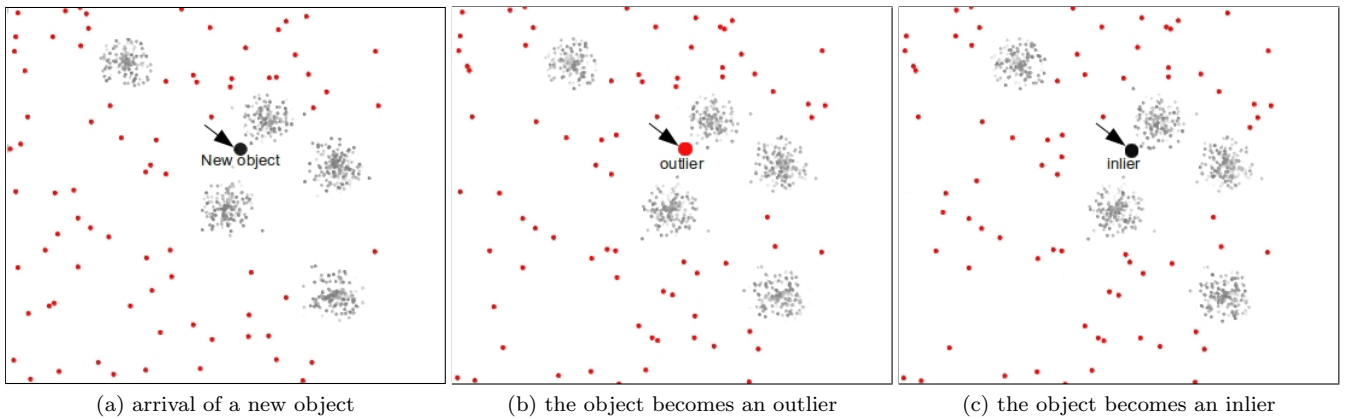 New object
outlier
inlier
(a) arrival of a new object
(b) the object becomes an outlier
(c) the object becomes an inlier